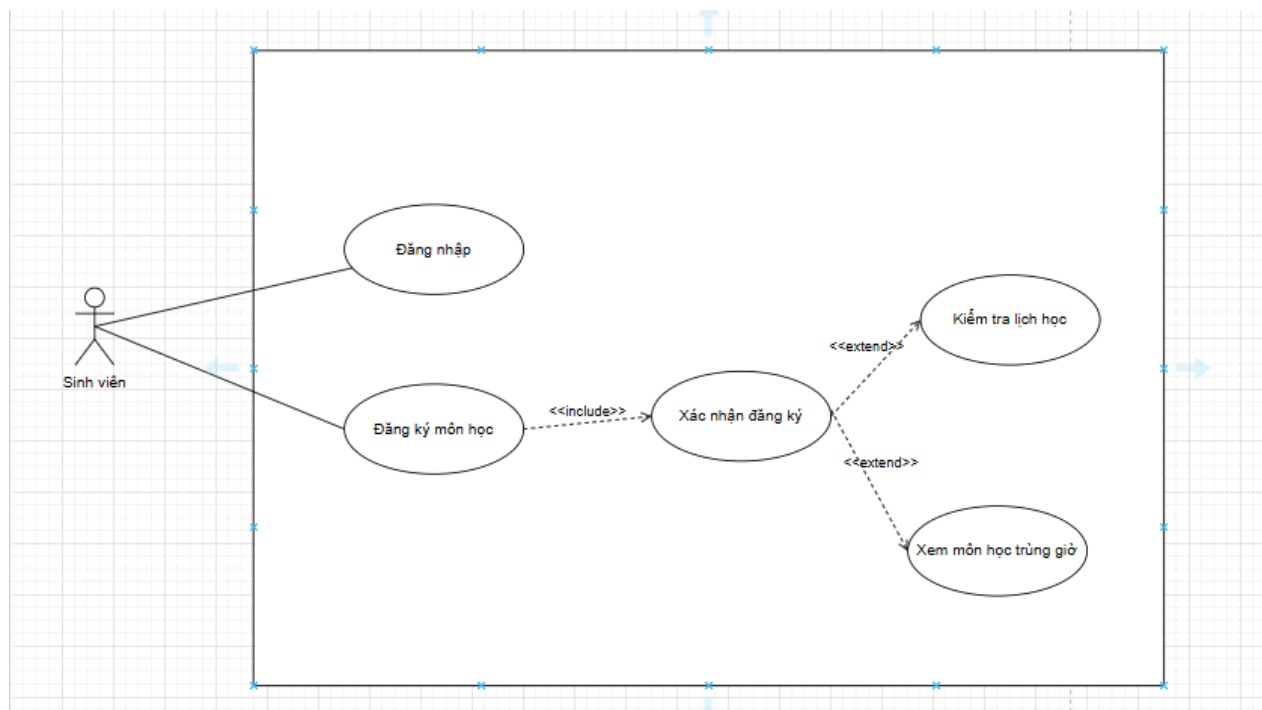 Đăng nhập
Kiểm tra lịch học
<<extend>>
Sinh viên
<<include>>
Xác nhận đăng ký
Đăng ký môn học
<<extend>>
Xem môn học trùng giờ